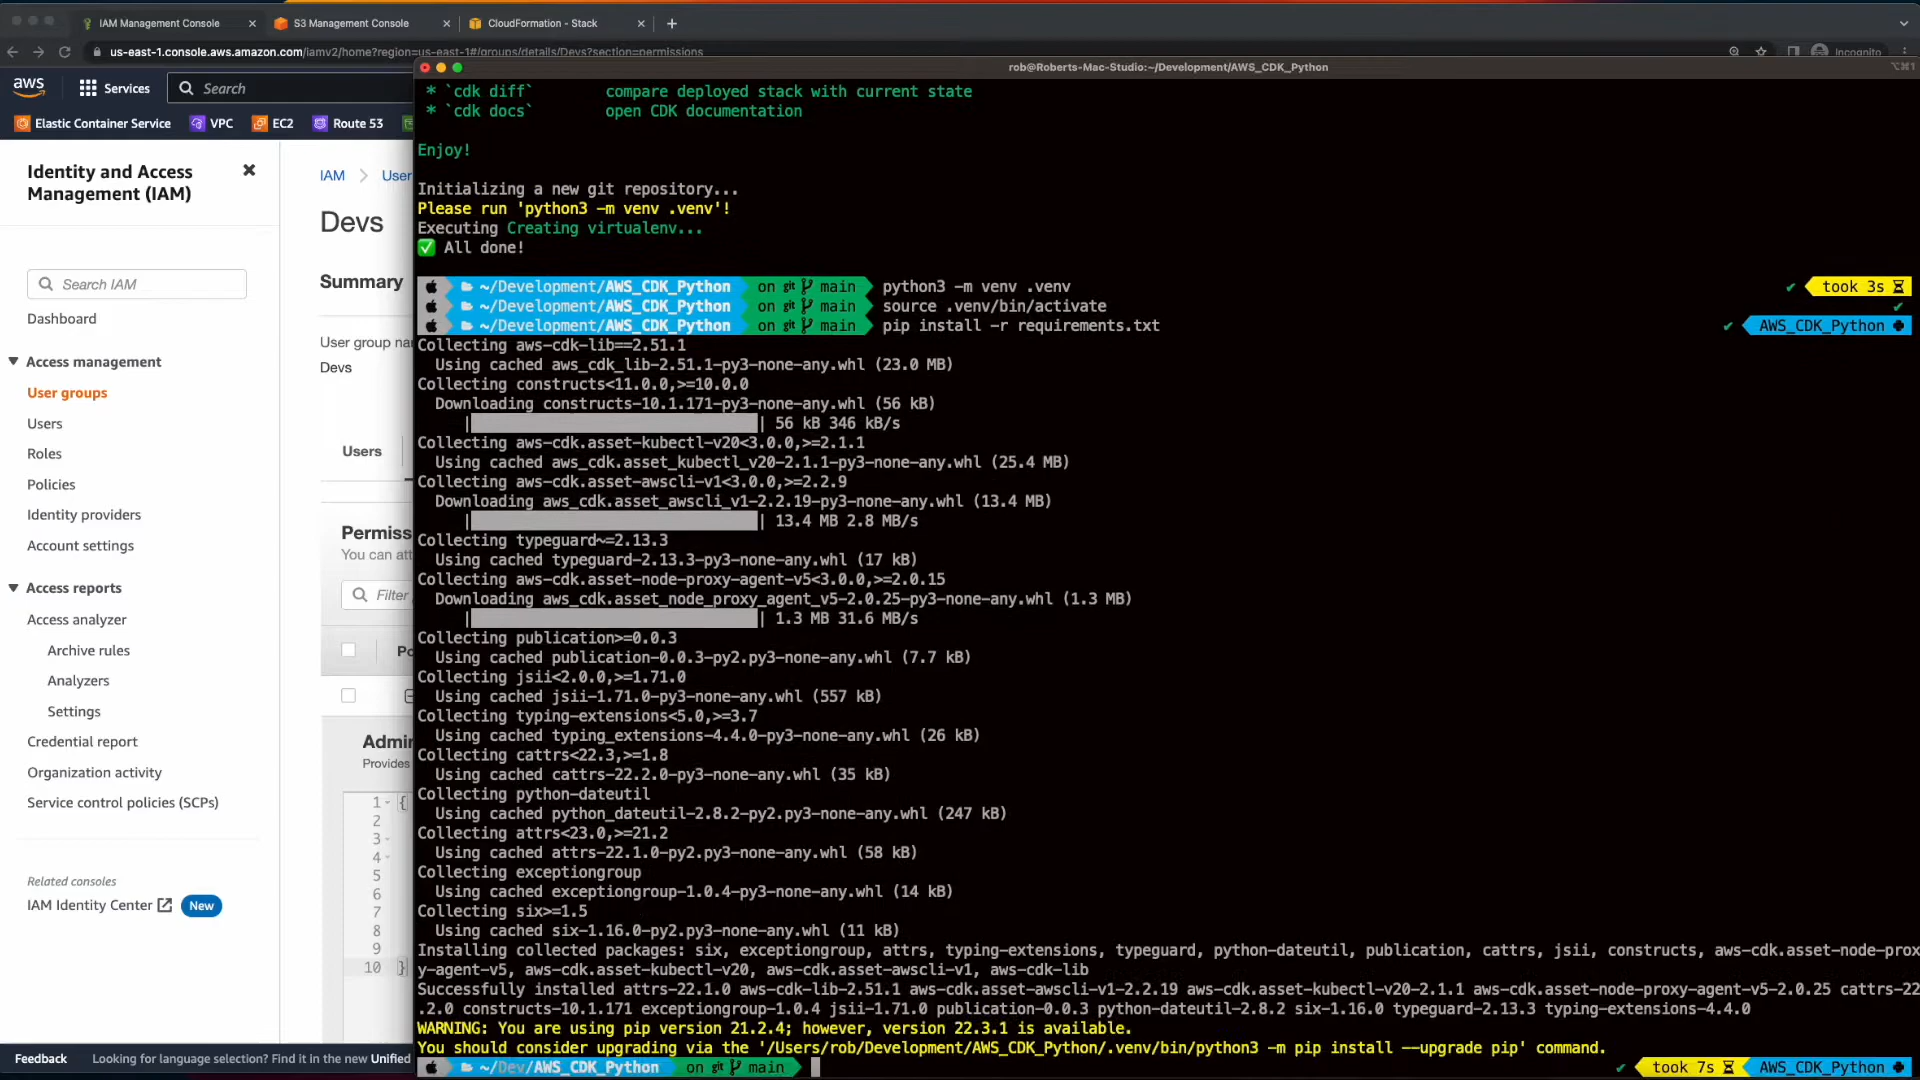 IAM Management Console
S3 Management Console
CloudFormation - Stack
us-east-1.console.aws.amazon.com/iamv2/home?region=us-east-1#/groups/details/Devs?section=permissions
Incognito
aws
Services
Search
Elastic Container Service
VPC
EC2
Route 53
Identity and Access
Management (IAM)
Search IAM
Dashboard
Access management
User groups
Users
Roles
Policies
Identity providers
Account settings
Access reports
Access analyzer
Archive rules
Analyzers
Settings
Credential report
Organization activity
Service control policies (SCPs)
Related consoles
IAM Identity Center
New
IAM
User
Devs
Summary
User group na
Devs
Users
Permiss
You can att
Filter
Po
Admin
Provides
1 {
2
3
4
5
6
7
8
9
10 }
Feedback
Looking for language selection? Find it in the new Unified
rob@Roberts-Mac-Studio:~/Development/AWS_CDK_Python
⌥⌘1
* `cdk diff` compare deployed stack with current state
* `cdk docs` open CDK documentation
Enjoy!
Initializing a new git repository...
Please run 'python3 -m venv .venv'!
Executing Creating virtualenv...
✅ All done!
~/Development/AWS_CDK_Python on git main python3 -m venv .venv ✔ took 3s
~/Development/AWS_CDK_Python on git main source .venv/bin/activate ✔
~/Development/AWS_CDK_Python on git main pip install -r requirements.txt ✔ AWS_CDK_Python
Collecting aws-cdk-lib==2.51.1
Using cached aws_cdk_lib-2.51.1-py3-none-any.whl (23.0 MB)
Collecting constructs<11.0.0,>=10.0.0
Downloading constructs-10.1.171-py3-none-any.whl (56 kB)
| | 56 kB 346 kB/s
Collecting aws-cdk.asset-kubectl-v20<3.0.0,>=2.1.1
Using cached aws_cdk.asset_kubectl_v20-2.1.1-py3-none-any.whl (25.4 MB)
Collecting aws-cdk.asset-awscli-v1<3.0.0,>=2.2.9
Downloading aws_cdk.asset_awscli_v1-2.2.19-py3-none-any.whl (13.4 MB)
| | 13.4 MB 2.8 MB/s
Collecting typeguard~=2.13.3
Using cached typeguard-2.13.3-py3-none-any.whl (17 kB)
Collecting aws-cdk.asset-node-proxy-agent-v5<3.0.0,>=2.0.15
Downloading aws_cdk.asset_node_proxy_agent_v5-2.0.25-py3-none-any.whl (1.3 MB)
| | 1.3 MB 31.6 MB/s
Collecting publication>=0.0.3
Using cached publication-0.0.3-py2.py3-none-any.whl (7.7 kB)
Collecting jsii<2.0.0,>=1.71.0
Using cached jsii-1.71.0-py3-none-any.whl (557 kB)
Collecting typing-extensions<5.0,>=3.7
Using cached typing_extensions-4.4.0-py3-none-any.whl (26 kB)
Collecting cattrs<22.3,>=1.8
Using cached cattrs-22.2.0-py3-none-any.whl (35 kB)
Collecting python-dateutil
Using cached python_dateutil-2.8.2-py2.py3-none-any.whl (247 kB)
Collecting attrs<23.0,>=21.2
Using cached attrs-22.1.0-py2.py3-none-any.whl (58 kB)
Collecting exceptiongroup
Using cached exceptiongroup-1.0.4-py3-none-any.whl (14 kB)
Collecting six>=1.5
Using cached six-1.16.0-py2.py3-none-any.whl (11 kB)
Installing collected packages: six, exceptiongroup, attrs, typing-extensions, typeguard, python-dateutil, publication, cattrs, jsii, constructs, aws-cdk.asset-node-prox
y-agent-v5, aws-cdk.asset-kubectl-v20, aws-cdk.asset-awscli-v1, aws-cdk-lib
Successfully installed attrs-22.1.0 aws-cdk-lib-2.51.1 aws-cdk.asset-awscli-v1-2.2.19 aws-cdk.asset-kubectl-v20-2.1.1 aws-cdk.asset-node-proxy-agent-v5-2.0.25 cattrs-22
.2.0 constructs-10.1.171 exceptiongroup-1.0.4 jsii-1.71.0 publication-0.0.3 python-dateutil-2.8.2 six-1.16.0 typeguard-2.13.3 typing-extensions-4.4.0
WARNING: You are using pip version 21.2.4; however, version 22.3.1 is available.
You should consider upgrading via the '/Users/rob/Development/AWS_CDK_Python/.venv/bin/python3 -m pip install --upgrade pip' command.
~/Dev/AWS_CDK_Python on git main ✔ took 7s AWS_CDK_Python